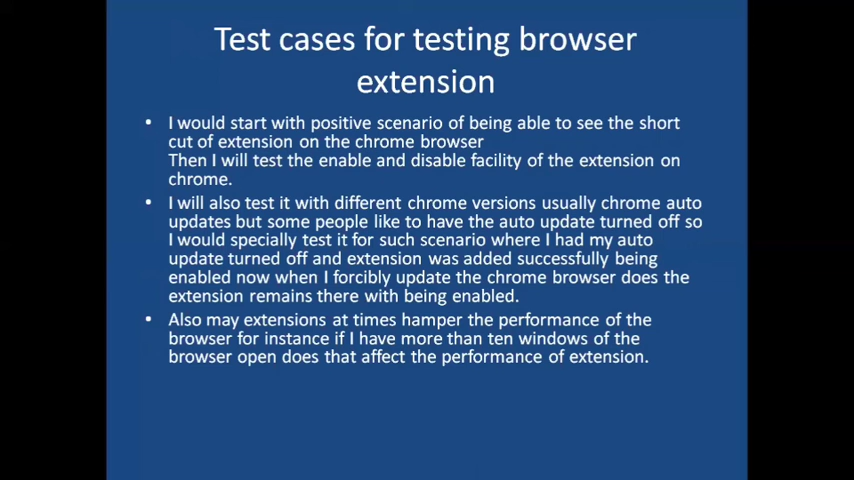 Test cases for testing browser
extension
• I would start with positive scenario of being able to see the short
cut of extension on the chrome browser
Then I will test the enable and disable facility of the extension on
chrome.
• I will also test it with different chrome versions usually chrome auto
updates but some people like to have the auto update turned off so
I would specially test it for such scenario where I had my auto
update turned off and extension was added successfully being
enabled now when I forcibly update the chrome browser does the
extension remains there with being enabled.
• Also may extensions at times hamper the performance of the
browser for instance if I have more than ten windows of the
browser open does that affect the performance of extension.